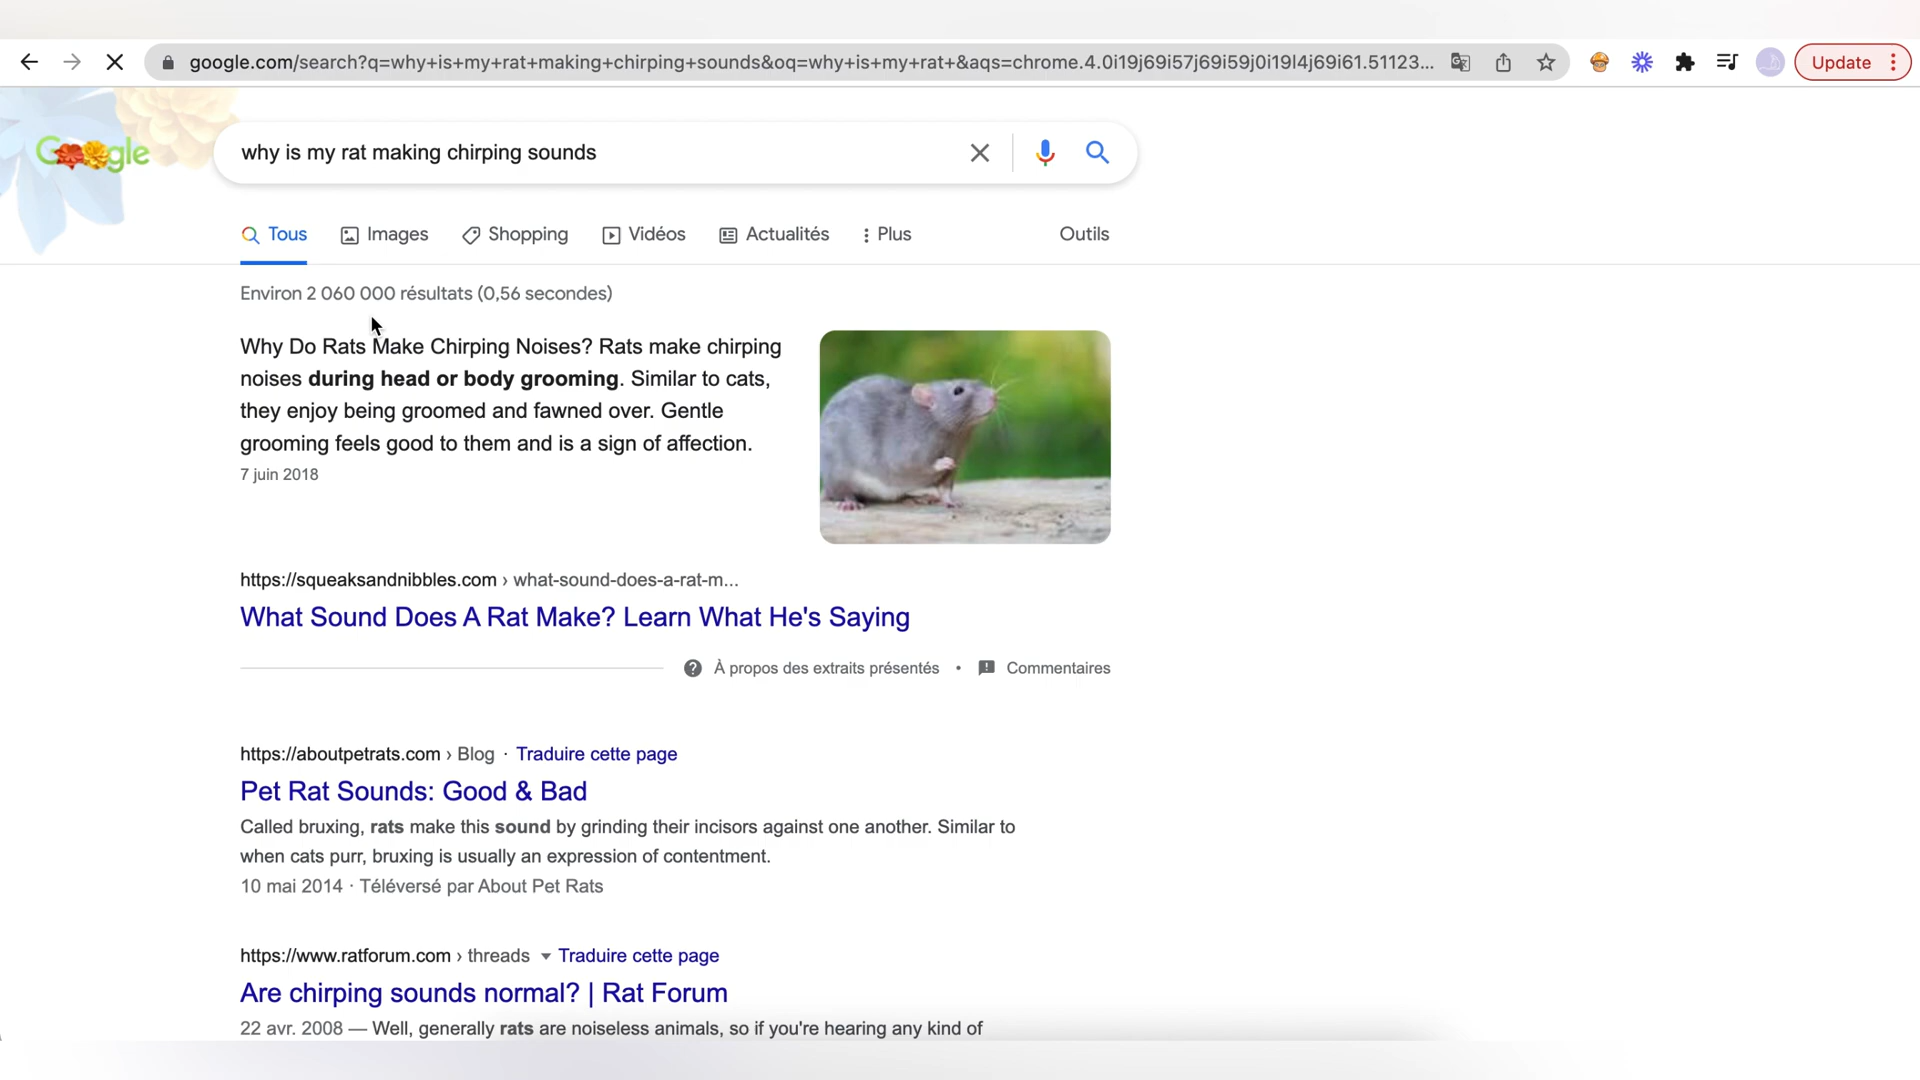 google.com/search?q=why+is+my+rat+making+chirping+sounds&oq=why+is+my+rat+&aqs=chrome.4.0i19j69i57j69i59j0i19l4j69i61.51123...
Update
Google
why is my rat making chirping sounds
Tous
Images
Shopping
Vidéos
Actualités
Plus
Outils
Environ 2 060 000 résultats (0,56 secondes)
Why Do Rats Make Chirping Noises? Rats make chirping
noises during head or body grooming. Similar to cats,
they enjoy being groomed and fawned over. Gentle
grooming feels good to them and is a sign of affection.
7 juin 2018
https://squeaksandnibbles.com › what-sound-does-a-rat-m...
What Sound Does A Rat Make? Learn What He's Saying
À propos des extraits présentés • Commentaires
https://aboutpetrats.com › Blog · Traduire cette page
Pet Rat Sounds: Good & Bad
Called bruxing, rats make this sound by grinding their incisors against one another. Similar to
when cats purr, bruxing is usually an expression of contentment.
10 mai 2014 · Téléversé par About Pet Rats
https://www.ratforum.com › threads Traduire cette page
Are chirping sounds normal? | Rat Forum
22 avr. 2008 — Well, generally rats are noiseless animals, so if you're hearing any kind of